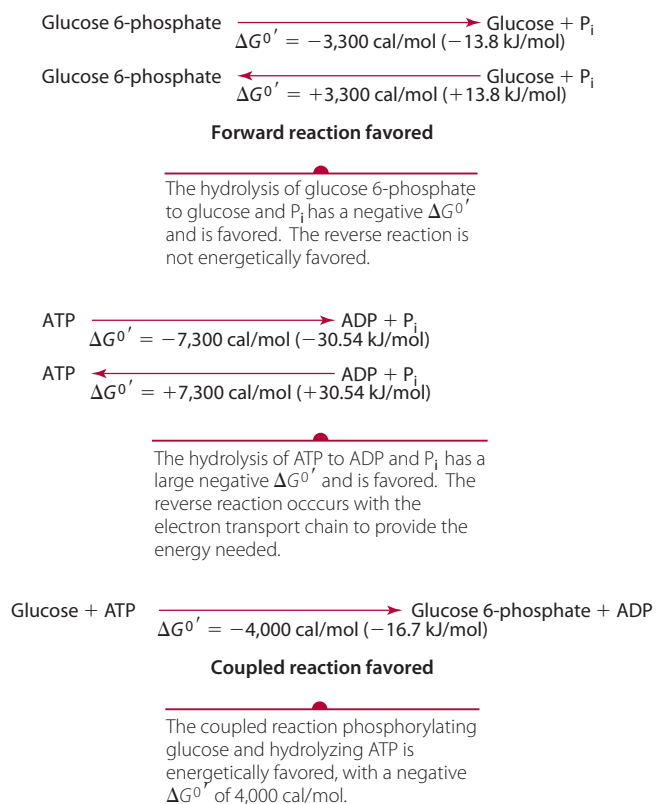 Glucose 6-phosphate Glucose + Pi
ΔG0′ = −3,300 cal/mol (−13.8 kJ/mol)
Glucose 6-phosphate Glucose + Pi
ΔG0′ = +3,300 cal/mol (+13.8 kJ/mol)
Forward reaction favored
The hydrolysis of glucose 6-phosphate
to glucose and Pi has a negative ΔG0′
and is favored. The reverse reaction is
not energetically favored.
ATP ADP + Pi
ΔG0′ = −7,300 cal/mol (−30.54 kJ/mol)
ATP ADP + Pi
ΔG0′ = +7,300 cal/mol (+30.54 kJ/mol)
The hydrolysis of ATP to ADP and Pi has a
large negative ΔG0′ and is favored. The
reverse reaction occcurs with the
electron transport chain to provide the
energy needed.
Glucose + ATP Glucose 6-phosphate + ADP
ΔG0′ = −4,000 cal/mol (−16.7 kJ/mol)
Coupled reaction favored
The coupled reaction phosphorylating
glucose and hydrolyzing ATP is
energetically favored, with a negative
ΔG0′ of 4,000 cal/mol.